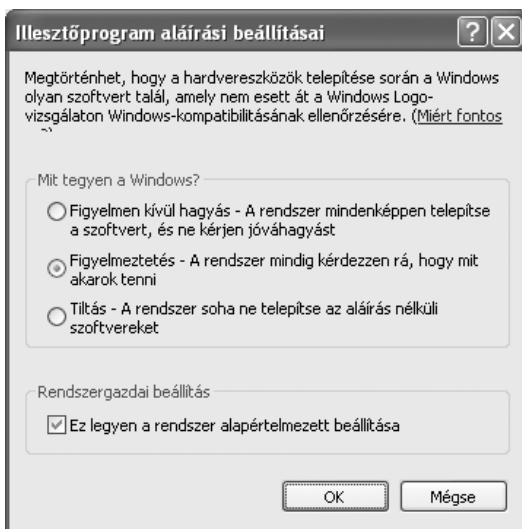 Illesztőprogram aláírási beállításai
Megtörténhet, hogy a hardvereszközök telepítése során a Windows
olyan szoftvert talál, amely nem esett át a Windows Logo-
vizsgálaton Windows-kompatibilitásának ellenőrzésére. (Miért fontos
Mit tegyen a Windows?
Figyelmen kívül hagyás - A rendszer mindenképpen telepítse
a szoftvert, és ne kérjen jóváhagyást
Figyelmeztetés - A rendszer mindig kérdezzen rá, hogy mit
akarok tenni
Tiltás - A rendszer soha ne telepítse az aláírás nélküli
szoftvereket
Rendszergazdai beállítás
Ez legyen a rendszer alapértelmezett beállítása
OK
Mégse